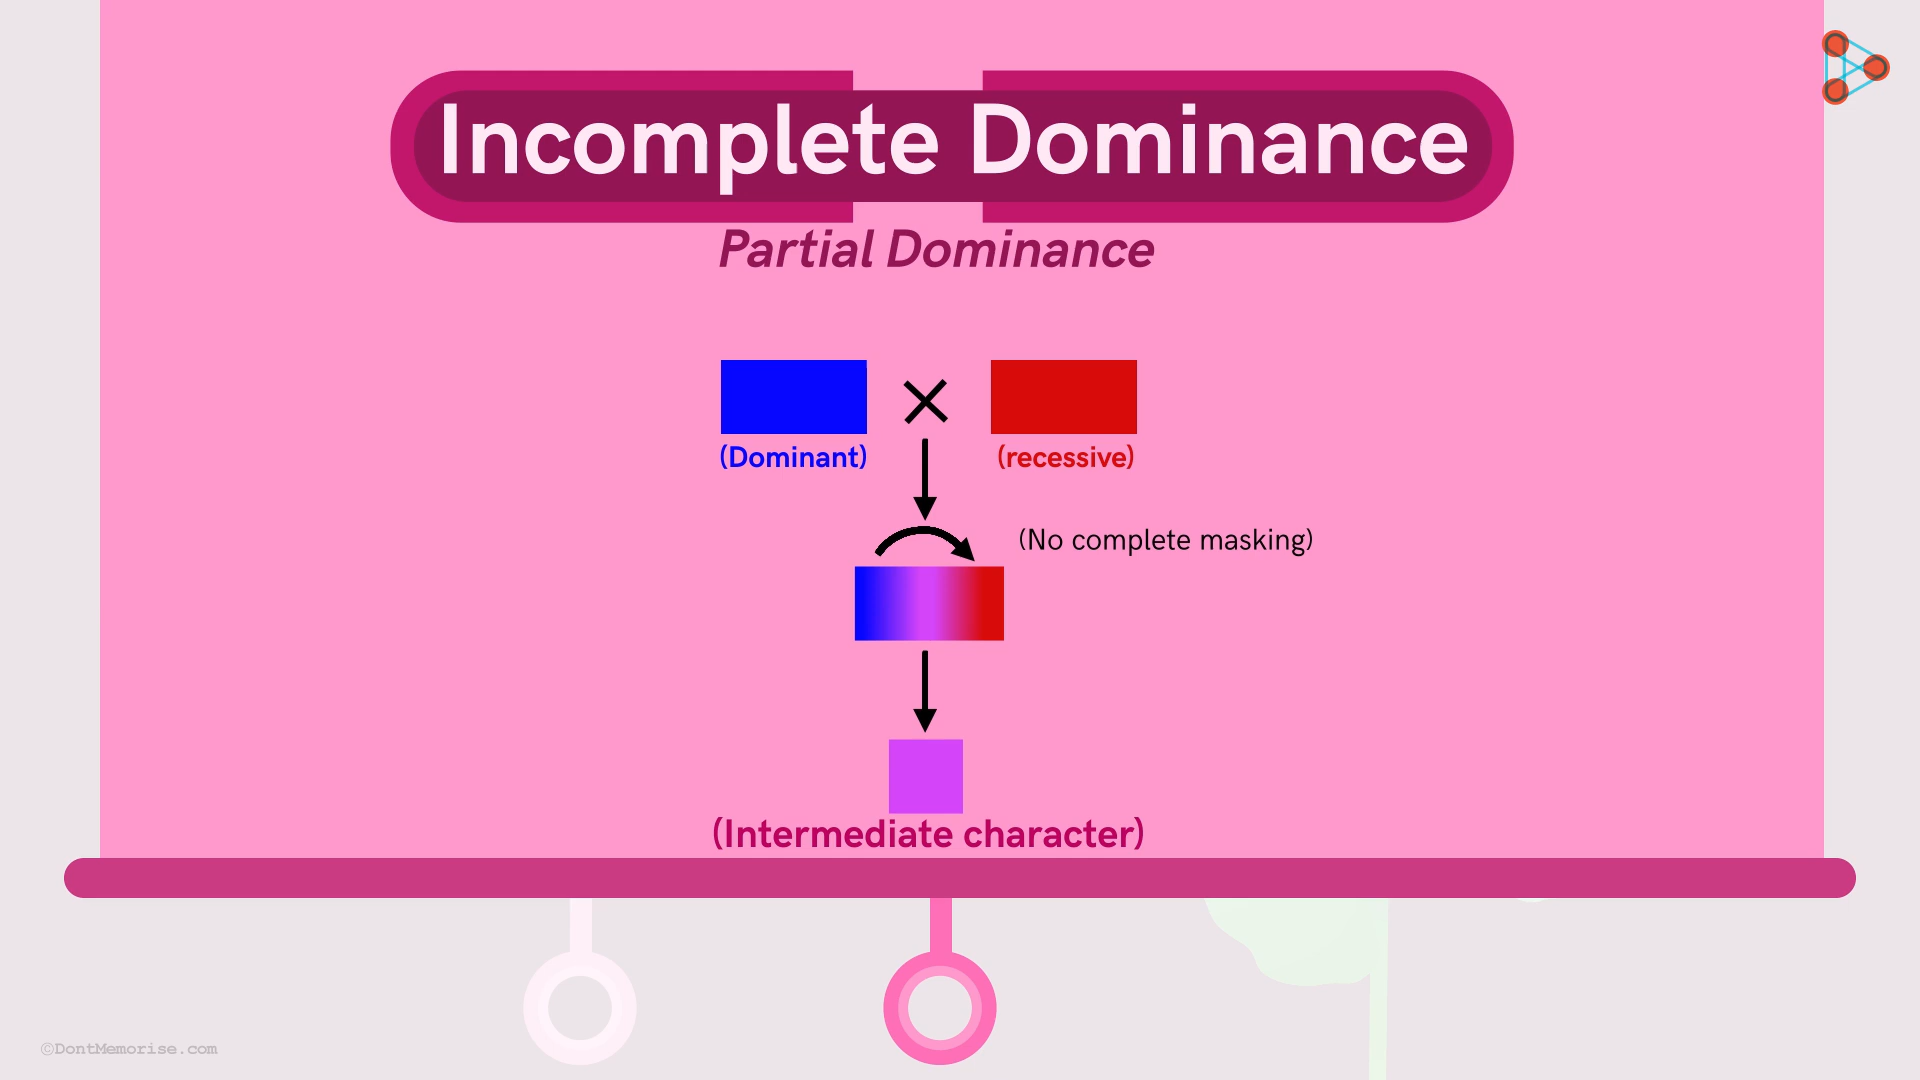 Incomplete Dominance
Partial Dominance
(Dominant)
(recessive)
(No complete masking)
(Intermediate character)
©DontMemorise.com